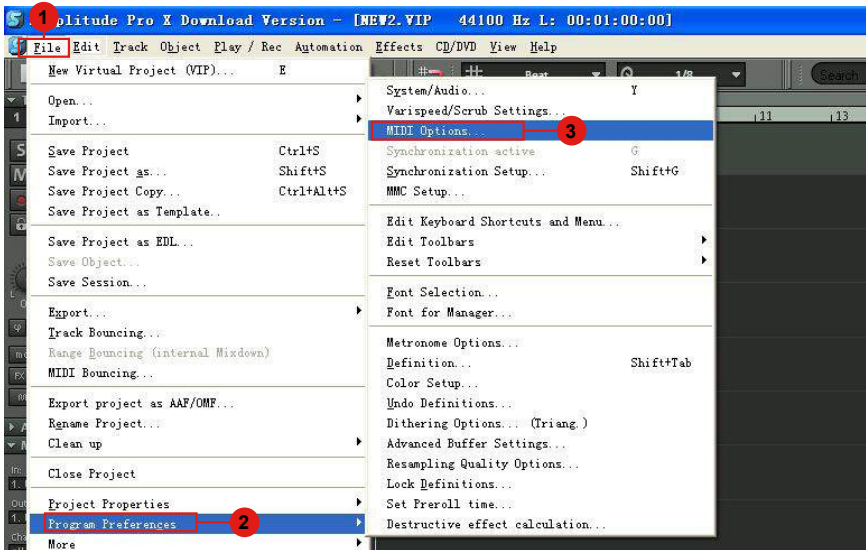 1
plitude Pro X Download Version - [NEW2.VIP 44100 Hz L: 00:01:00:00]
File Edit Track Object Play / Rec Automation Effects CD/DVD View Help
New Virtual Project (VIP)... E
Open...
Import...
Save Project Ctrl+S
Save Project as... Shift+S
Save Project Copy... Ctrl+Alt+S
Save Project as Template..
Save Project as EDL...
Save Object...
Save Session...
Export...
Track Bouncing...
Range Bouncing (internal Mixdown)
MIDI Bouncing...
Export project as AAF/OMF...
Rename Project...
Clean up
Close Project
Project Properties
Program Preferences 2
More
Beat 1/8 Search
System/Audio... Y
Varispeed/Scrub Settings...
MIDI Options... 3
Synchronization active G
Synchronization Setup... Shift+G
MMC Setup...
Edit Keyboard Shortcuts and Menu...
Edit Toolbars
Reset Toolbars
Font Selection...
Font for Manager...
Metronome Options...
Definition... Shift+Tab
Color Setup...
Undo Definitions...
Dithering Options... (Triang.)
Advanced Buffer Settings...
Resampling Quality Options...
Lock Definitions...
Set Preroll time...
Destructive effect calculation...
11 13
1
S
M
In:
1.
Out
1.
Cha